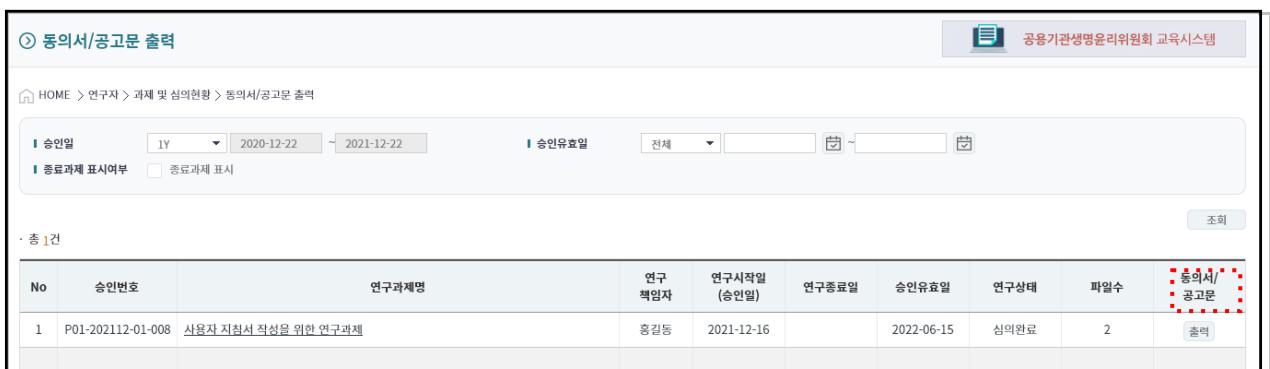 동의서/공고문 출력
공용기관생명윤리위원회 교육시스템
HOME > 연구자 > 과제 및 심의현황 > 동의서/공고문 출력
승인일 1Y 2020-12-22 ~ 2021-12-22 승인유효일 전체 ~
종료과제 표시여부 종료과제 표시
조회
· 총 1건
No 승인번호 연구과제명 연구 책임자 연구시작일 (승인일) 연구종료일 승인유효일 연구상태 파일수 동의서/ 공고문
1 P01-202112-01-008 사용자 지침서 작성을 위한 연구과제 홍길동 2021-12-16 2022-06-15 심의완료 2 출력